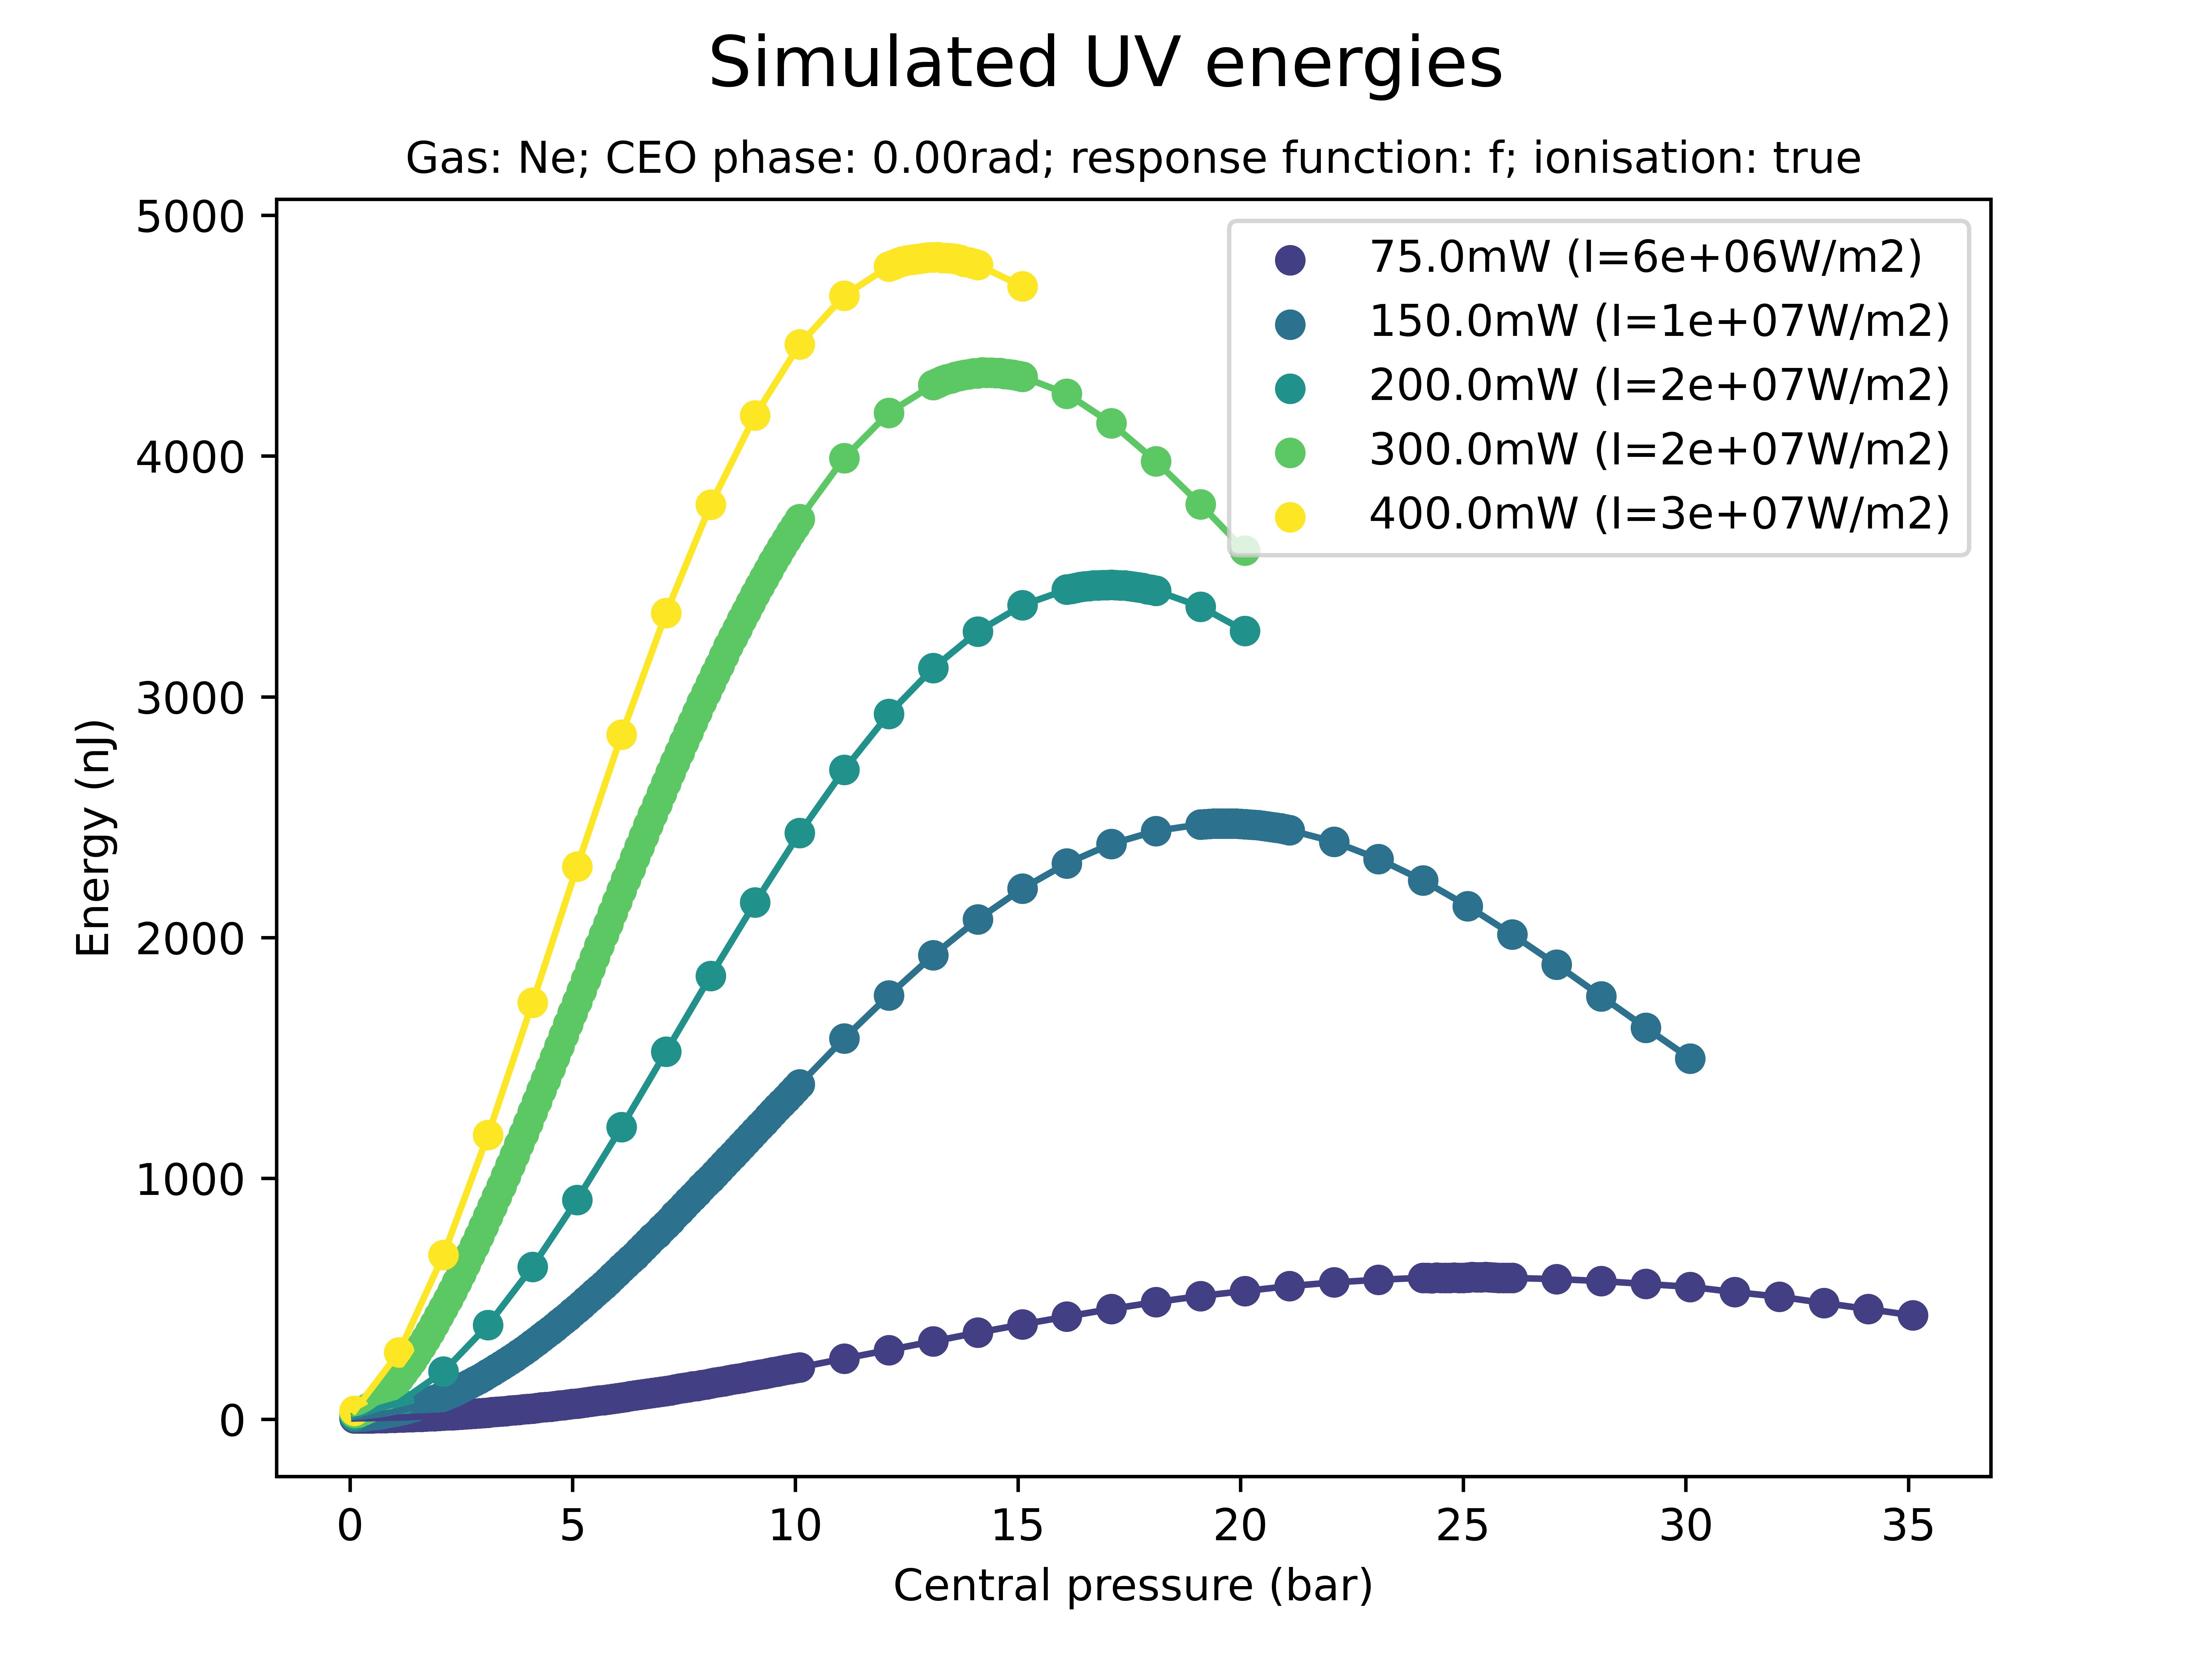 Simulated UV energies
Gas: Ne; CEO phase: 0.00rad; response function: f; ionisation: true
5000
4000
3000
2000
1000
0
Energy (nJ)
75.0mW (I=6e+06W/m2)
150.0mW (I=1e+07W/m2)
200.0mW (I=2e+07W/m2)
300.0mW (I=2e+07W/m2)
400.0mW (I=3e+07W/m2)
0 5 10 15 20 25 30 35
Central pressure (bar)